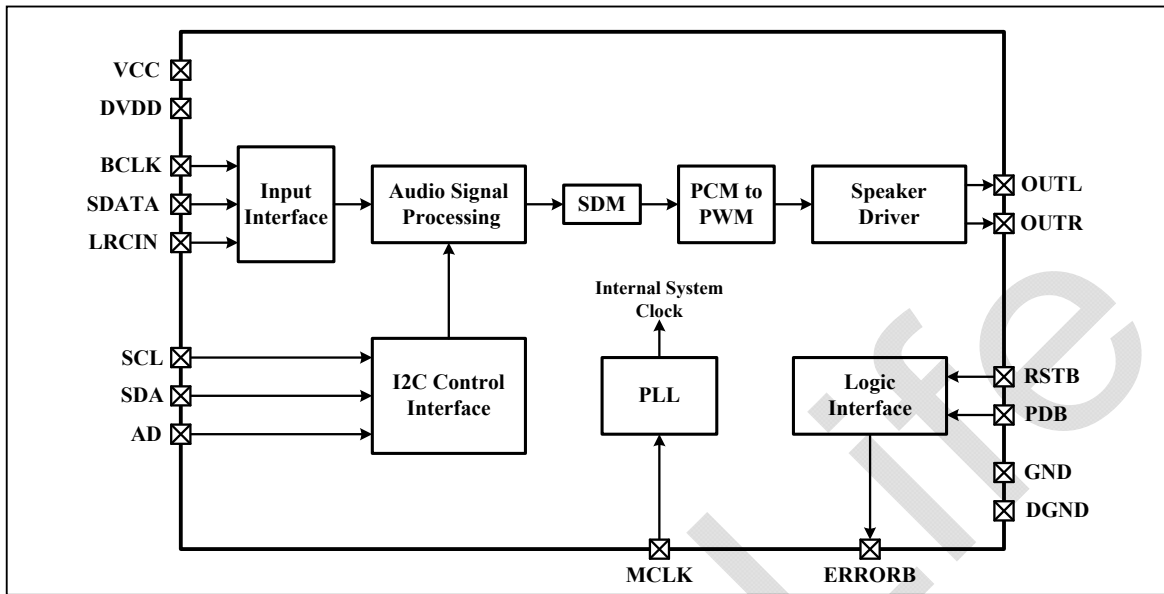 VCC
DVDD
BCLK
SDATA
LRCIN
Input
Interface
Audio Signal
Processing
SDM
PCM to
PWM
Speaker
Driver
OUTL
OUTR
Internal System
Clock
SCL
SDA
AD
I2C Control
Interface
PLL
Logic
Interface
RSTB
PDB
GND
DGND
MCLK
ERRORB
Life